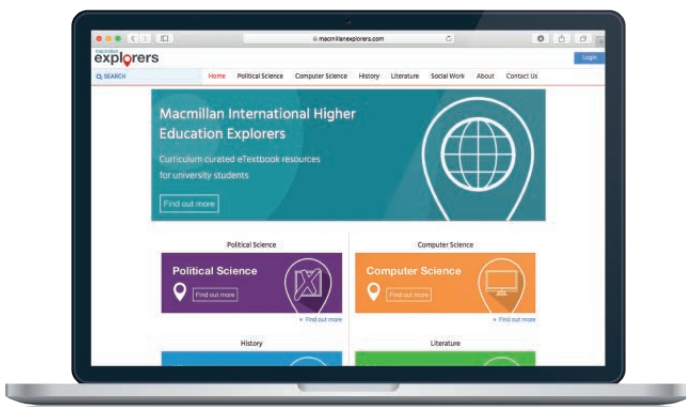 macmillanexplorers.com
macmillan
explorers
Login
SEARCH
Home Political Science Computer Science History Literature Social Work About Contact Us
Macmillan International Higher
Education Explorers
Curriculum curated eTextbook resources
for university students
Find out more
Political Science
Computer Science
Political Science
Find out more
Computer Science
Find out more
+ Find out more
+ Find out more
History
Literature